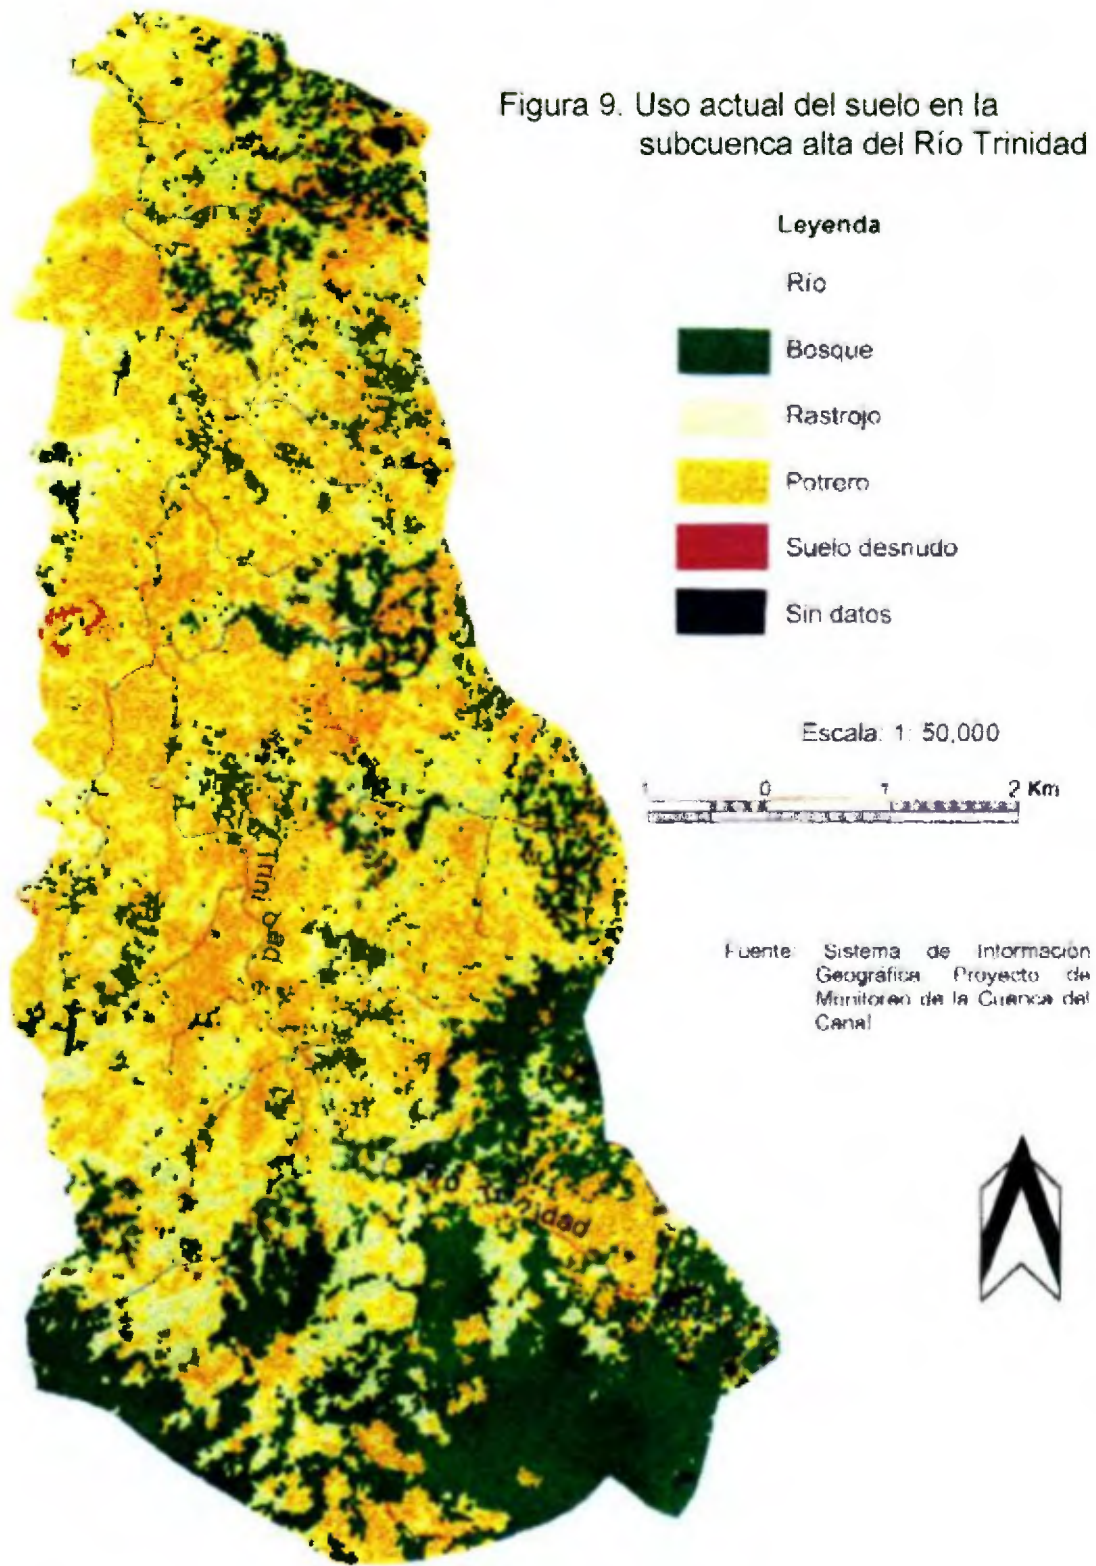 Figura 9. Uso actual del suelo en la
subcuenca alta del Río Trinidad
Leyenda
Río
Bosque
Rastrojo
Potrero
Suelo desnudo
Sin datos
Escala: 1: 50,000
1 0 1 2 Km
Fuente: Sistema de Información
Geográfica Proyecto de
Monitoreo de la Cuenca del
Canal
Trinidad